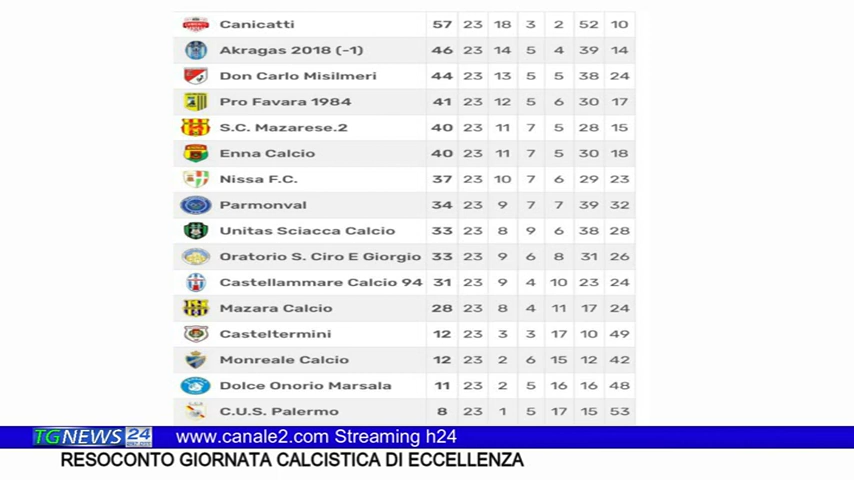 Canicatti 57 23 18 3 2 52 10
Akragas 2018 (-1) 46 23 14 5 4 39 14
Don Carlo Misilmeri 44 23 13 5 5 38 24
Pro Favara 1984 41 23 12 5 6 30 17
S.C. Mazarese.2 40 23 11 7 5 28 15
Enna Calcio 40 23 11 7 5 30 18
Nissa F.C. 37 23 10 7 6 29 23
Parmonval 34 23 9 7 7 39 32
Unitas Sciacca Calcio 33 23 8 9 6 38 28
Oratorio S. Ciro E Giorgio 33 23 9 6 8 31 26
Castellammare Calcio 94 31 23 9 4 10 23 24
Mazara Calcio 28 23 8 4 11 17 24
Casteltermini 12 23 3 3 17 10 49
Monreale Calcio 12 23 2 6 15 12 42
Dolce Onorio Marsala 11 23 2 5 16 16 48
C.U.S. Palermo 8 23 1 5 17 15 53
TGNEWS 24 www.canale2.com Streaming h24
RESOCONTO GIORNATA CALCISTICA DI ECCELLENZA